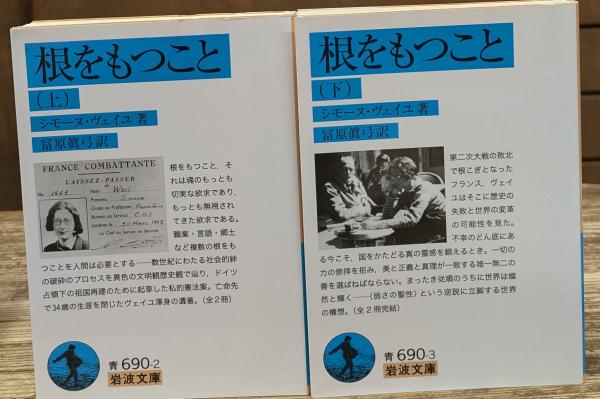 根をもつこと
（上）
シモーヌ・ヴェイユ著
冨原眞弓訳
FRANCE COMBATTANTE
LAISSEZ-PASSER
No. 1663
Nom Weil
Prénoms Simone
根をもつこと、そ
れは魂のもっとも
切実な欲求であり、
もっとも無視され
てきた欲求である。
職業・言語・郷土
など複数の根をも
つことを人間は必要とする――数世紀にわたる社会的絆
の破砕のプロセスを異色の文明観歴史観で辿り、ドイツ
占領下の祖国再建のために起草した私的憲法案。亡命先
で34歳の生涯を閉じたヴェイユ渾身の遺著。（全2冊）
青690-2
岩波文庫
根をもつこと
（下）
シモーヌ・ヴェイユ著
冨原眞弓訳
第二次大戦の敗北
で根こぎとなった
フランス、ヴェイ
ユはそこに歴史の
失敗と世界の変革
の可能性を見た。
不幸のどん底にあ
る今こそ、国をかたどる真の霊感を鍛えるとき。一切の
力の崇拝を拒み、美と正義と真理が一致する唯一無二の
善を選ばねばならない。まったき従順のうちに世界は燦
然と輝く――〈弱さの聖性〉という逆説に立脚する世界
の構想。（全2冊完結）
青690-3
岩波文庫